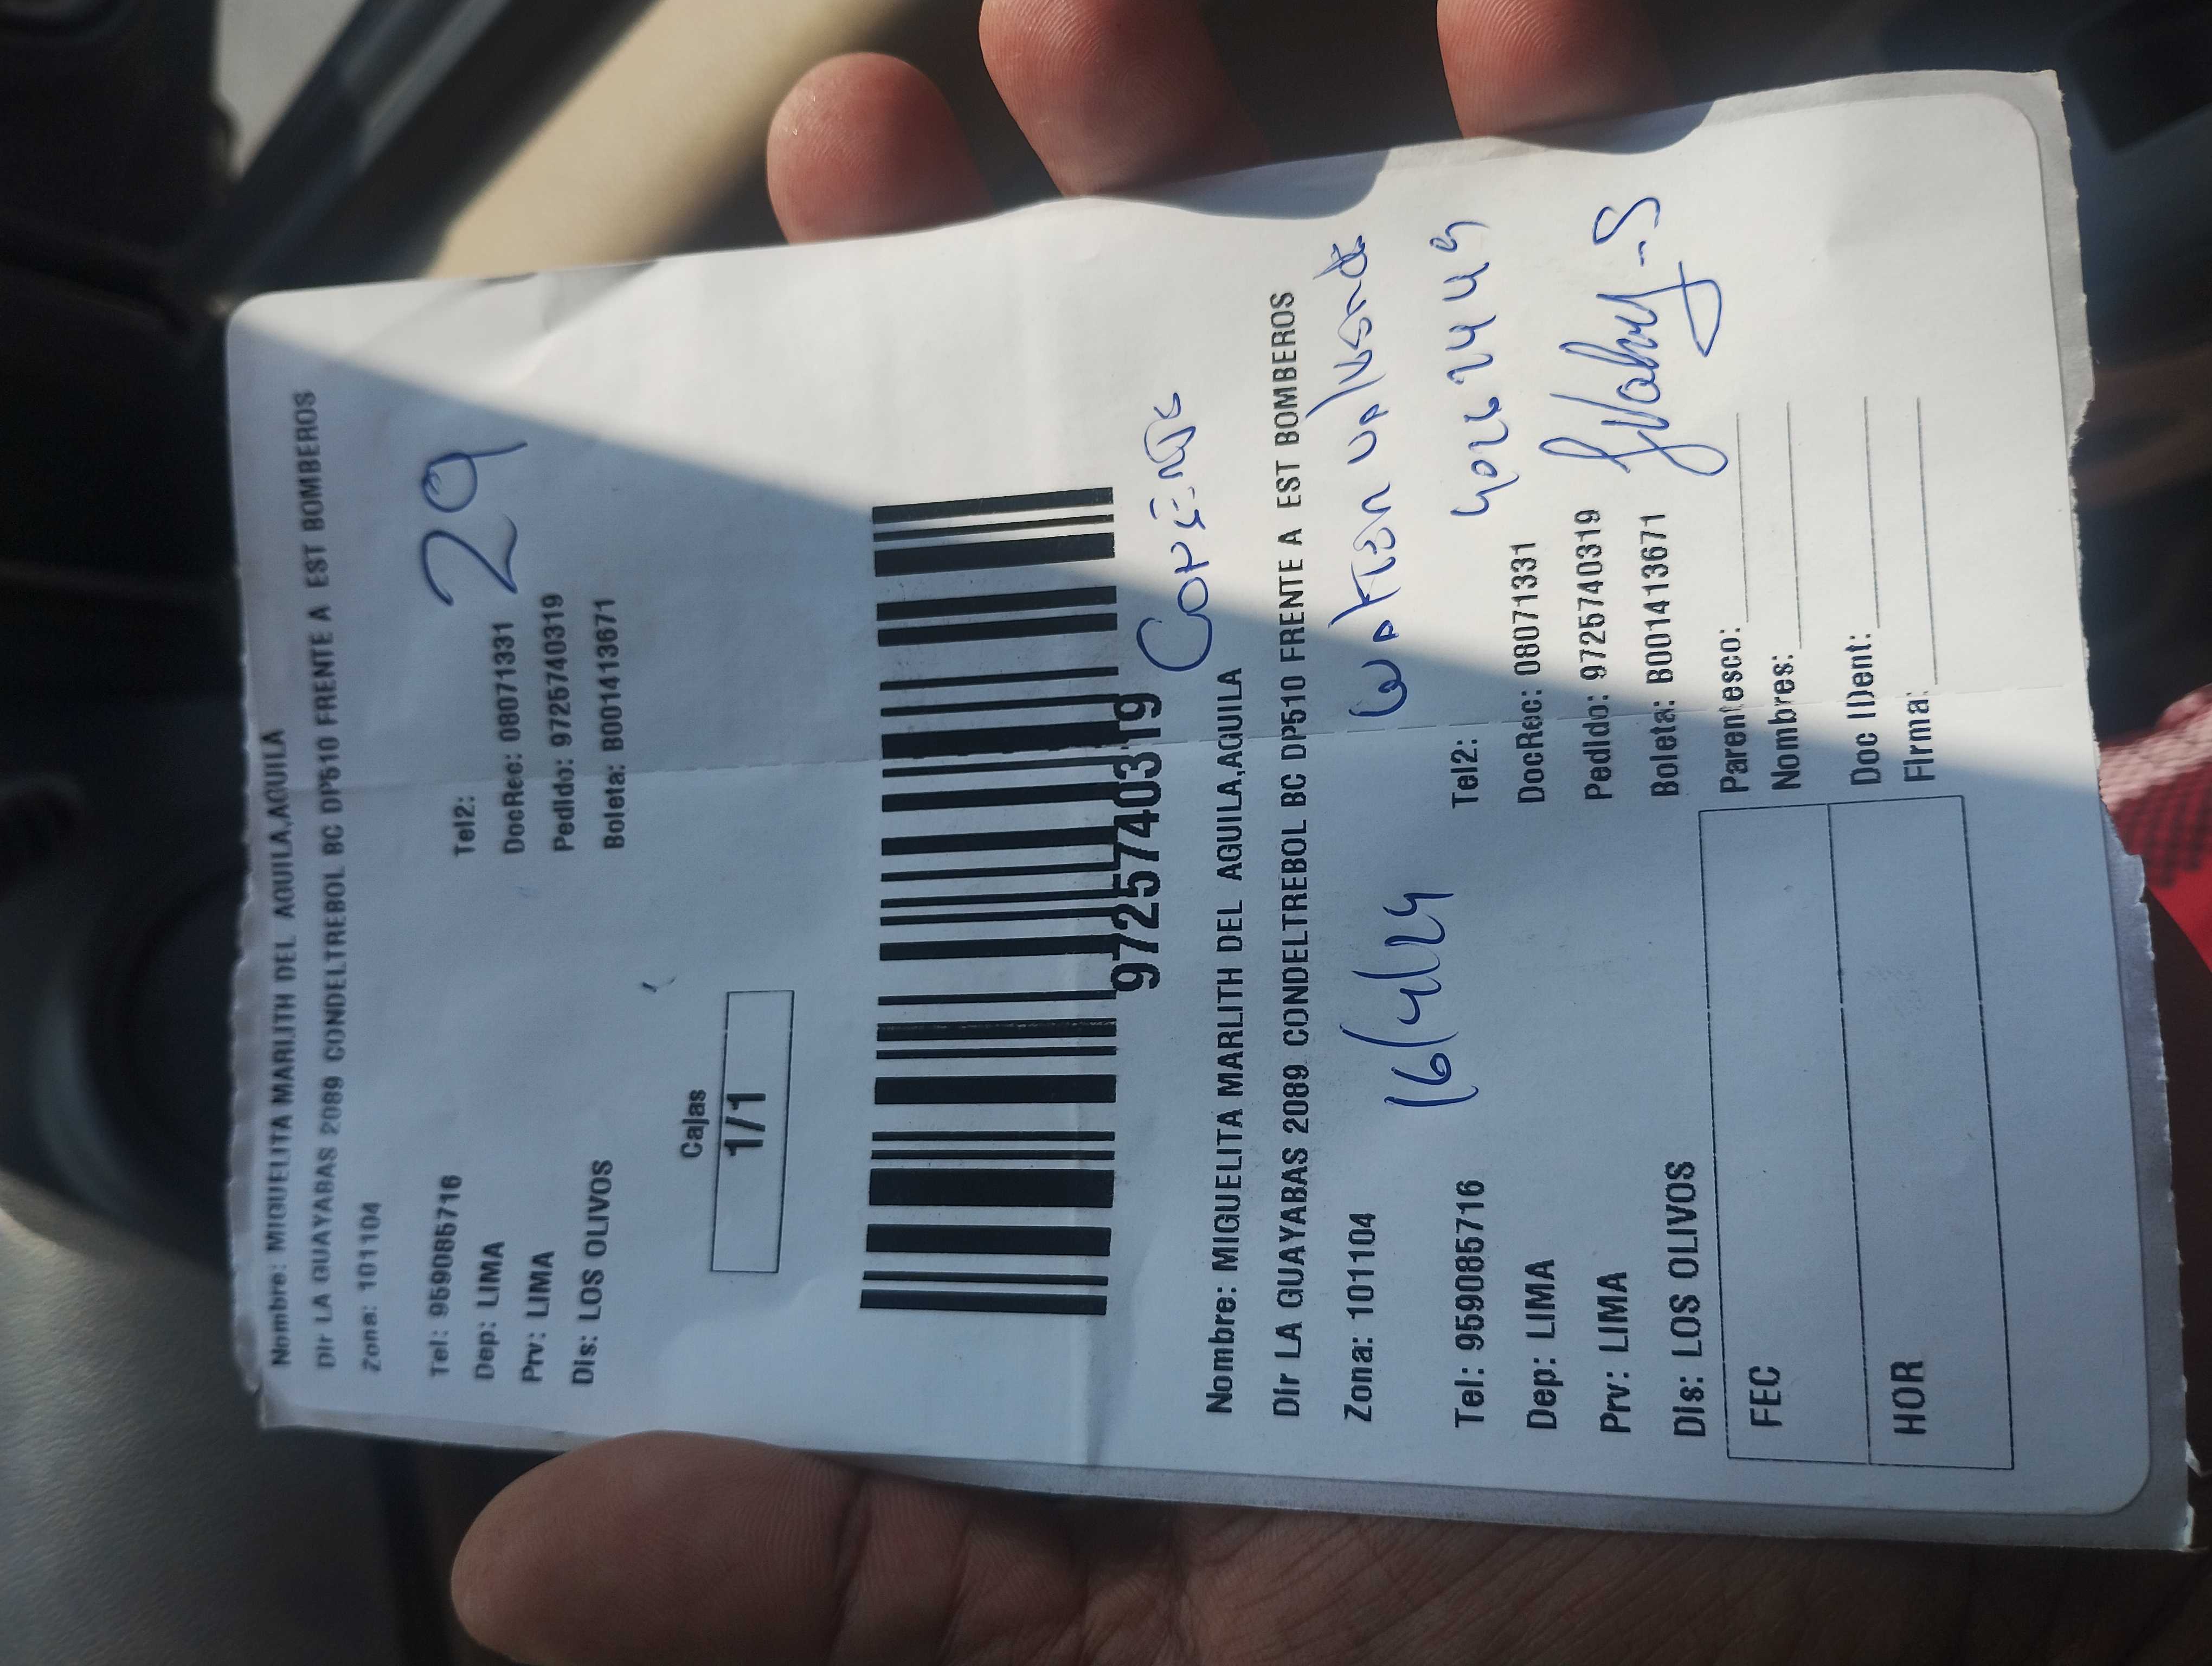 Nombre: MIGUELITA MARLITH DEL AGUILA,AGUILA
Dir LA GUAYABAS 2089 CONDELTREBOL BC DP510 FRENTE A EST BOMBEROS
Zona: 101104
29
Tel: 959085716 Tel2:
Dep: LIMA DocRec: 08071331
Prv: LIMA Pedido: 97257403­19
Dis: LOS OLIVOS Boleta: B001413671
Cajas
1/1
9725740319
Nombre: MIGUELITA MARLITH DEL AGUILA,AGUILA
Dir LA GUAYABAS 2089 CONDELTREBOL BC DP510 FRENTE A EST BOMBEROS
Zona: 101104
16/4/24
Tel: 959085716 Tel2:
Dep: LIMA DocRec: 08071331
Prv: LIMA Pedido: 9725740319
Dis: LOS OLIVOS Boleta: B001413671
FEC Parentesco:
Nombres:
HOR Doc IDent:
Firma: